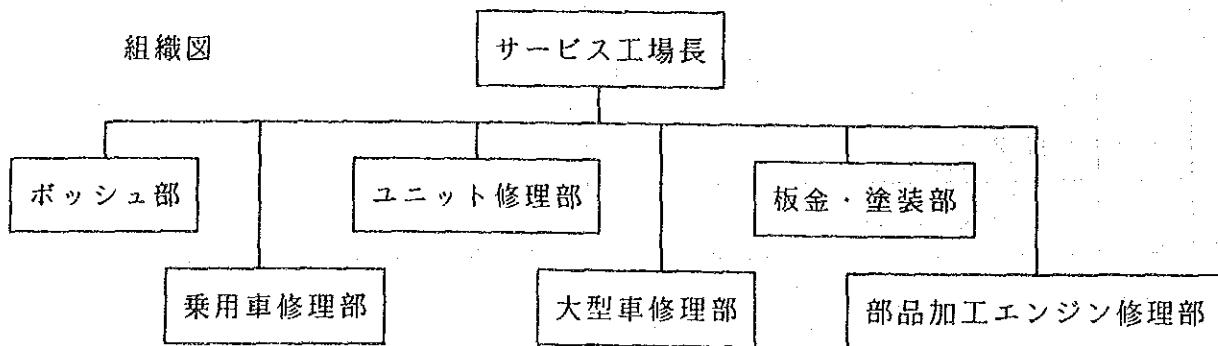 組織図
サービス工場長
ボッシュ部
ユニット修理部
板金・塗装部
乗用車修理部
大型車修理部
部品加工エンジン修理部